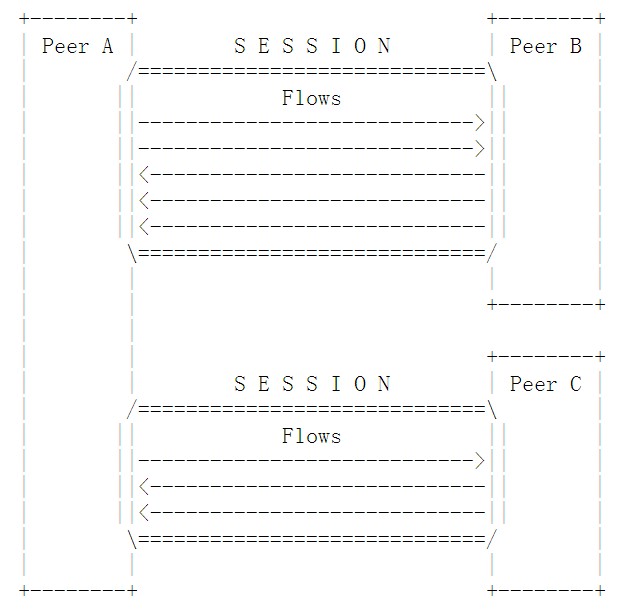 Peer A S E S S I O N Peer B
Flows
S E S S I O N Peer C
Flows